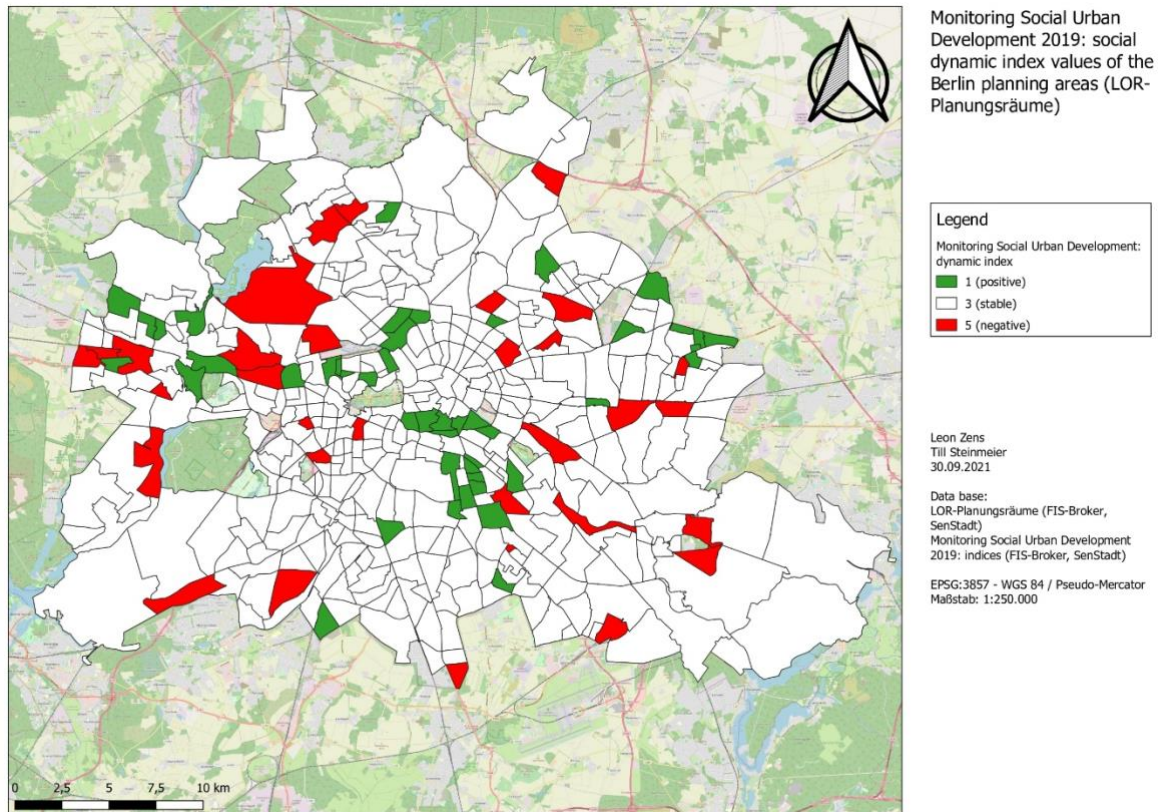 Monitoring Social Urban
Development 2019: social
dynamic index values of the
Berlin planning areas (LOR-
Planungsräume)
Legend
Monitoring Social Urban Development:
dynamic index
1 (positive)
3 (stable)
5 (negative)
Leon Zens
Till Steinmeier
30.09.2021
Data base:
LOR-Planungsräume (FIS-Broker,
SenStadt)
Monitoring Social Urban Development
2019: indices (FIS-Broker, SenStadt)
EPSG:3857 - WGS 84 / Pseudo-Mercator
Maßstab: 1:250.000
0 2,5 5 7,5 10 km